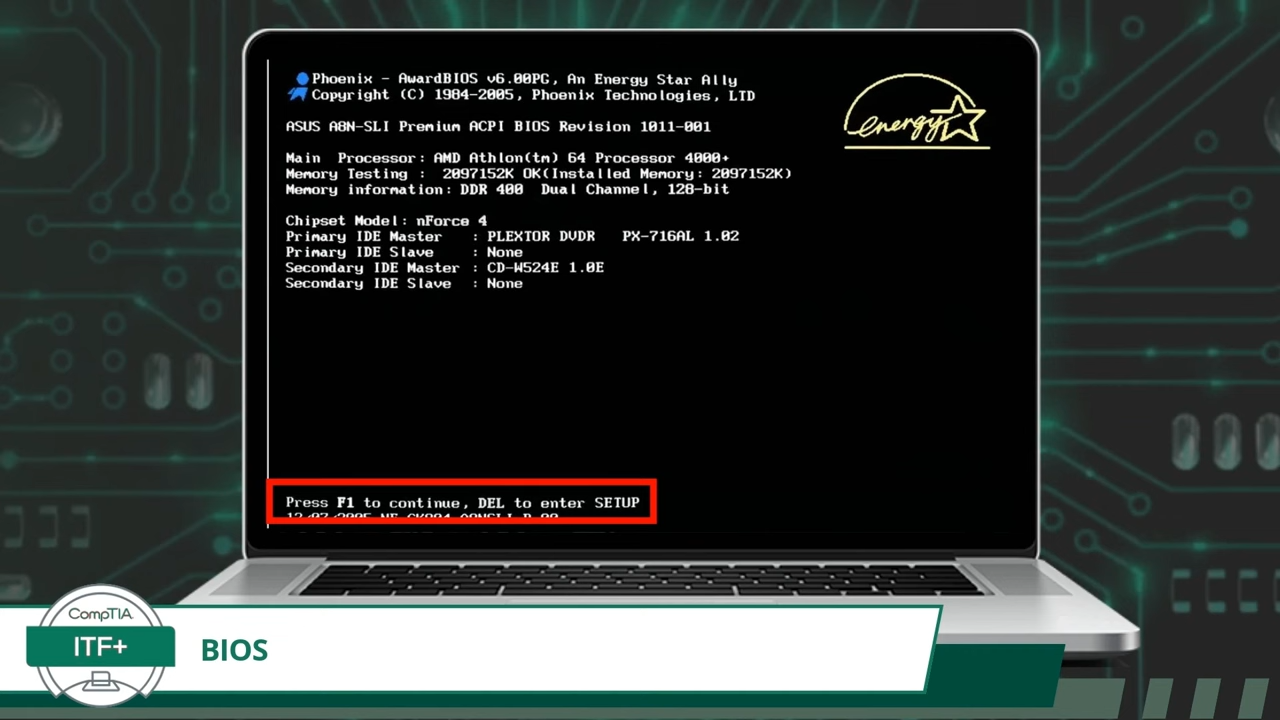 Phoenix - AwardBIOS v6.00PG, An Energy Star Ally
Copyright (C) 1984-2005, Phoenix Technologies, LTD
energy
ASUS A8N-SLI Premium ACPI BIOS Revision 1011-001
Main Processor: AMD Athlon(tm) 64 Processor 4000+
Memory Testing : 2097152K OK(Installed Memory: 2097152K)
Memory information: DDR 400 Dual Channel, 128-bit
Chipset Model: nForce 4
Primary IDE Master : PLEXTOR DVDR PX-716AL 1.02
Primary IDE Slave : None
Secondary IDE Master : CD-W524E 1.0E
Secondary IDE Slave : None
Press F1 to continue, DEL to enter SETUP
CompTIA
ITF+
BIOS